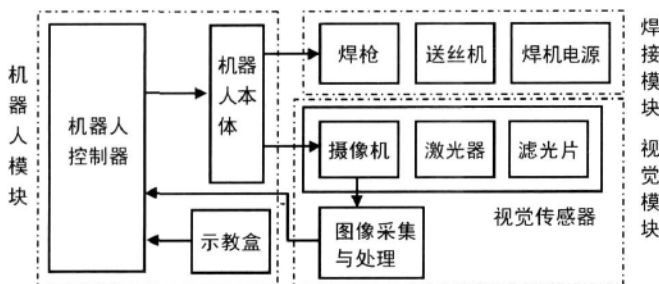 机器人模块
机器人
控制器
机器
人本
体
示教盒
焊枪
送丝机
焊机电源
焊接模块
摄像机
激光器
滤光片
视觉传感器
图像采集
与处理
视觉模块